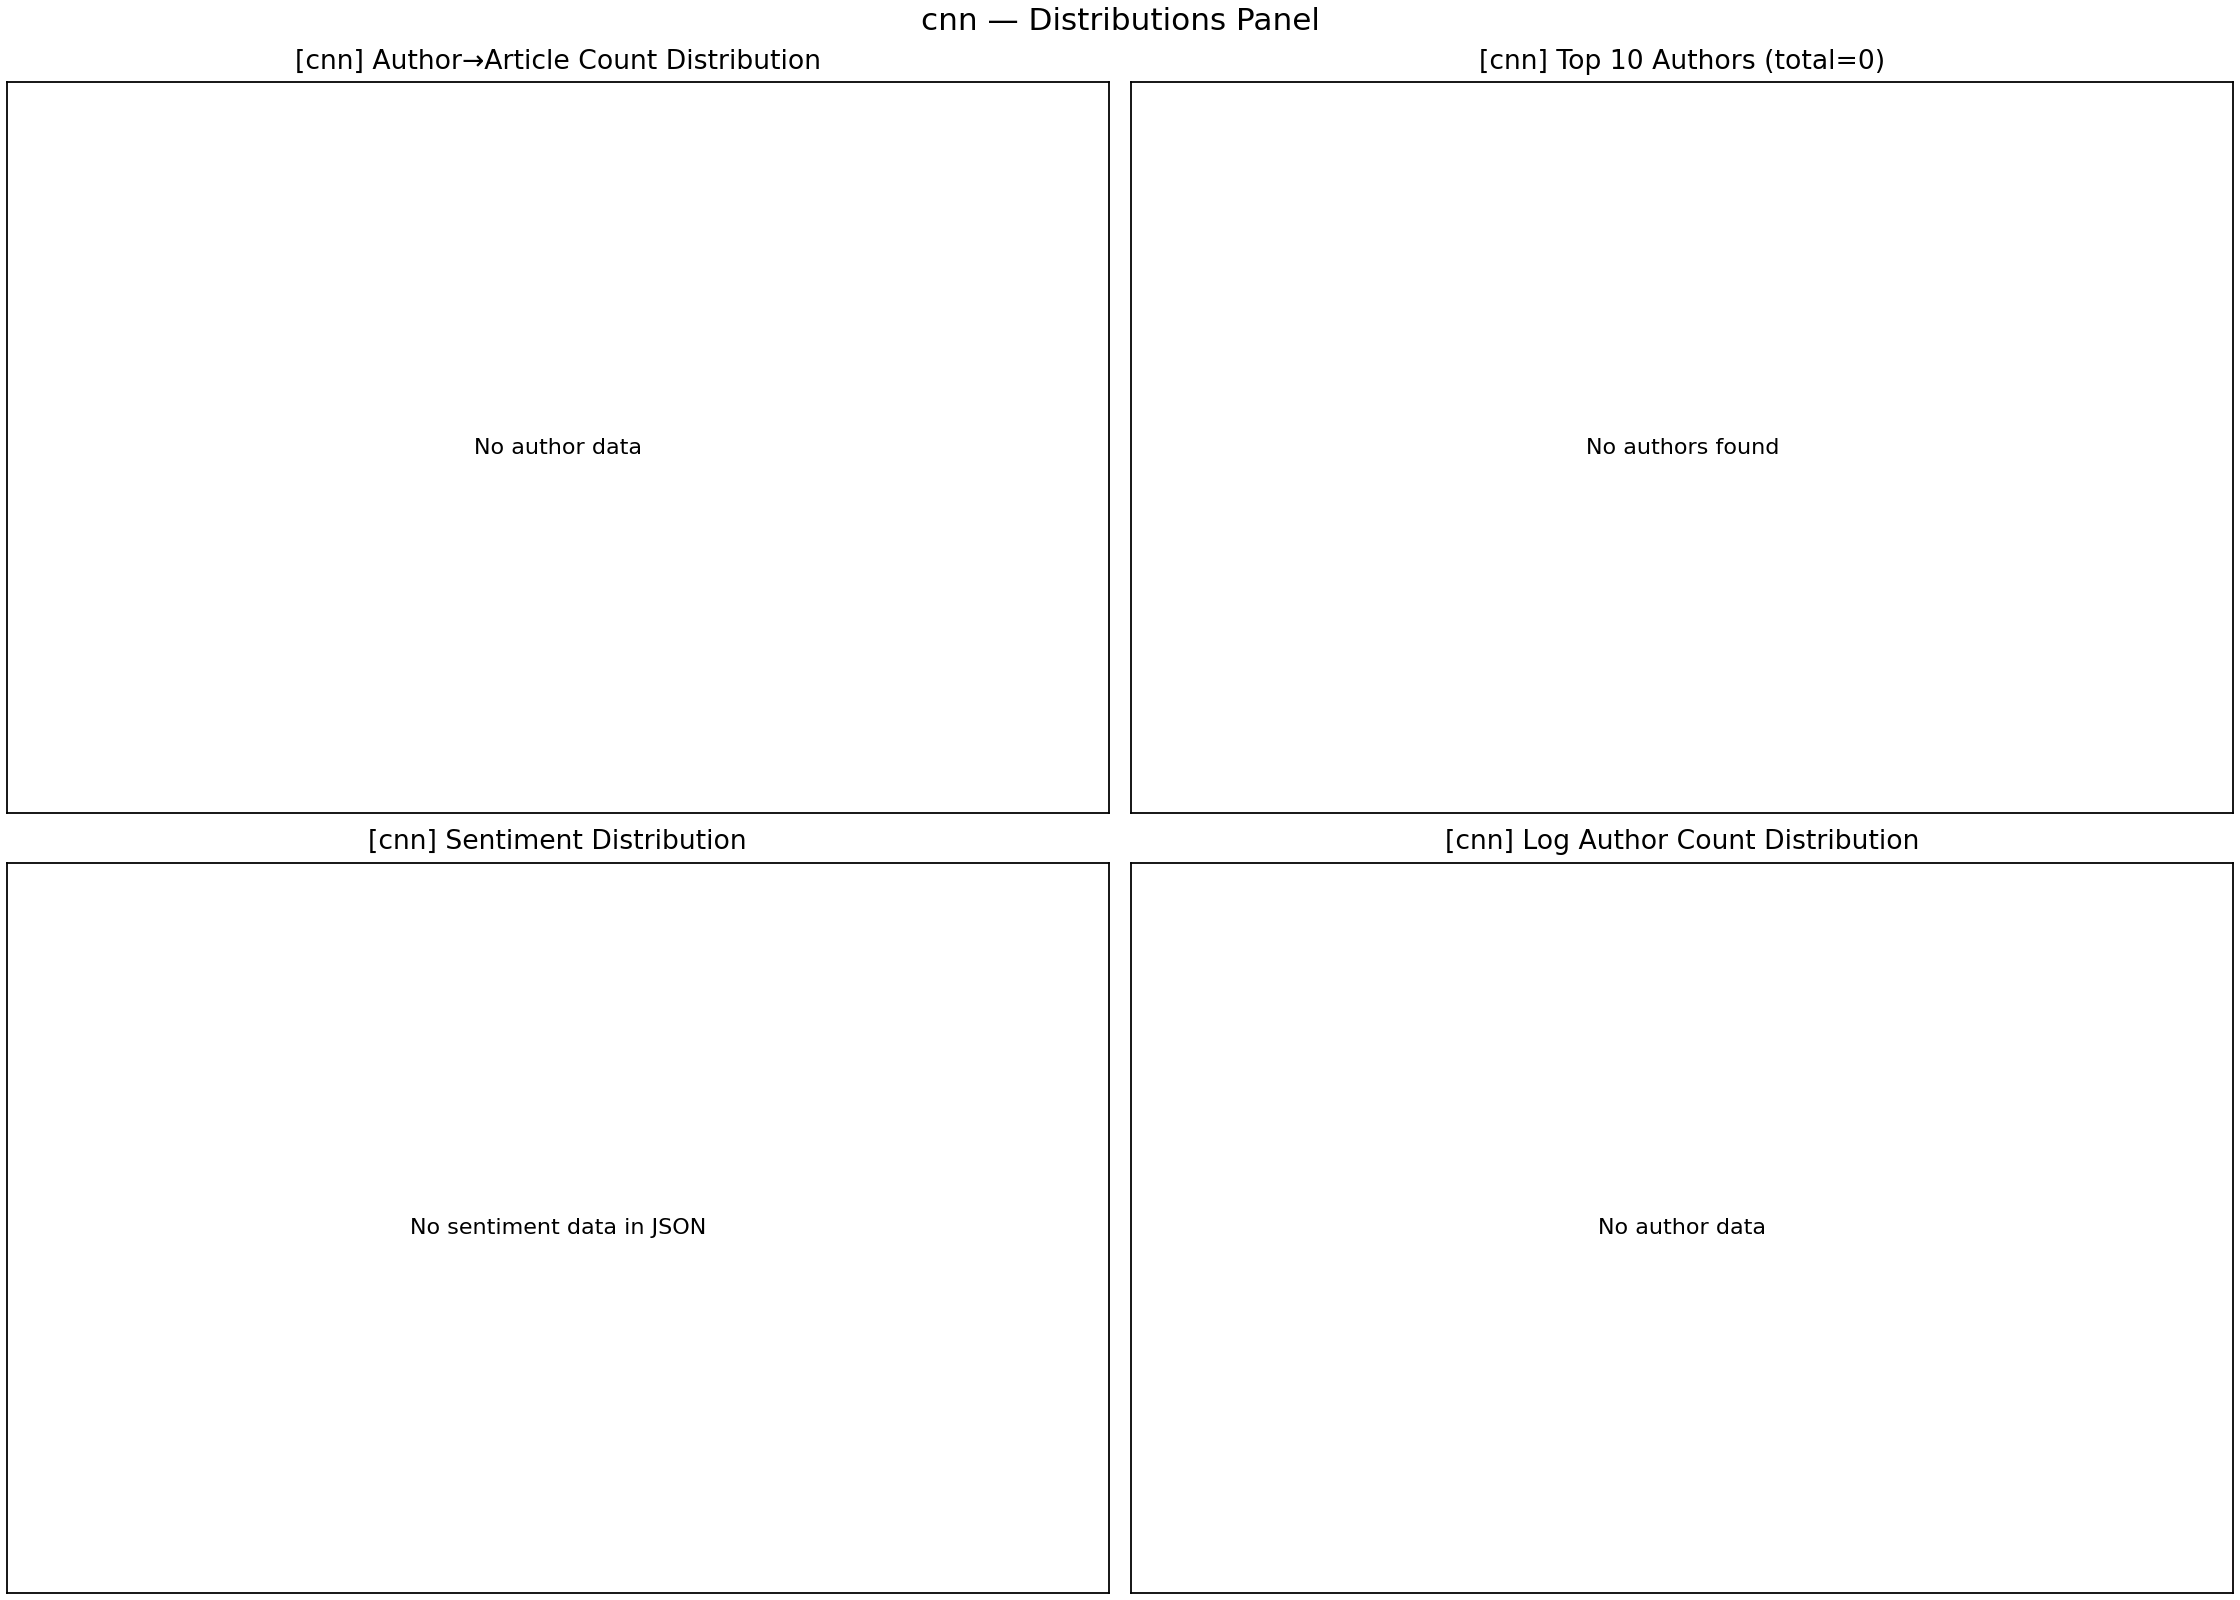 cnn — Distributions Panel
[cnn] Author→Article Count Distribution
No author data
[cnn] Top 10 Authors (total=0)
No authors found
[cnn] Sentiment Distribution
No sentiment data in JSON
[cnn] Log Author Count Distribution
No author data